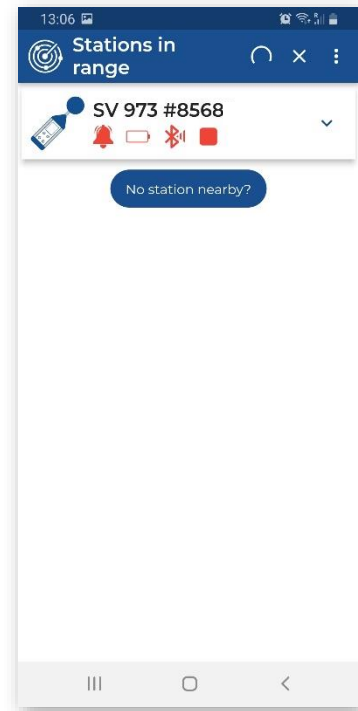 13:06
Stations in
range
SV 973 #8568
No station nearby?